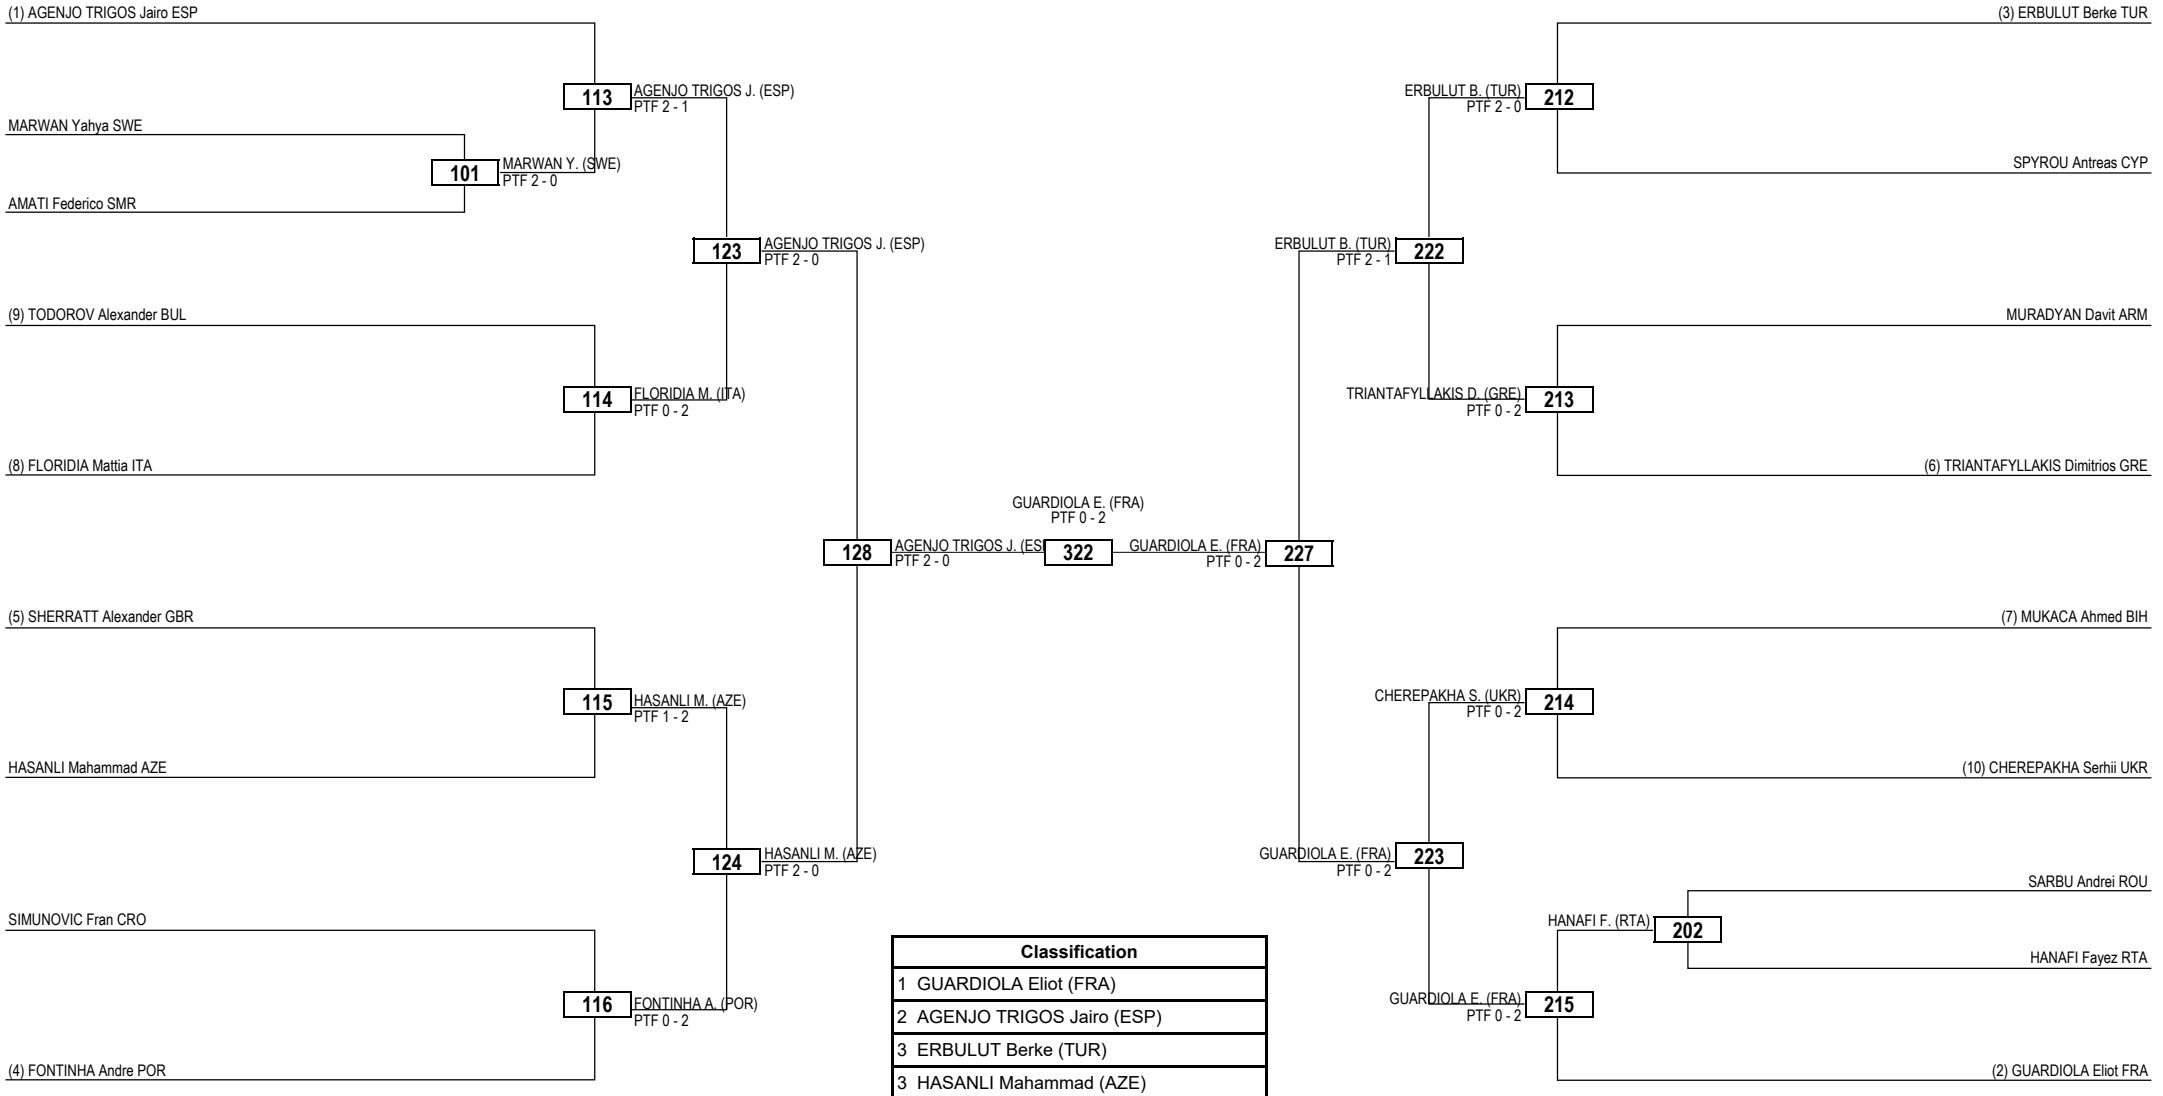 (1) AGENJO TRIGOS Jairo ESP
(3) ERBULUT Berke TUR
113
AGENJO TRIGOS J. (ESP)
PTF 2 - 1
ERBULUT B. (TUR)
PTF 2 - 0
212
MARWAN Yahya SWE
101
MARWAN Y. (SWE)
PTF 2 - 0
SPYROU Antreas CYP
AMATI Federico SMR
123
AGENJO TRIGOS J. (ESP)
PTF 2 - 0
ERBULUT B. (TUR)
PTF 2 - 1
222
(9) TODOROV Alexander BUL
MURADYAN Davit ARM
114
FLORIDIA M. (ITA)
PTF 0 - 2
TRIANTAFYLLAKIS D. (GRE)
PTF 0 - 2
213
(8) FLORIDIA Mattia ITA
(6) TRIANTAFYLLAKIS Dimitrios GRE
GUARDIOLA E. (FRA)
PTF 0 - 2
128
AGENJO TRIGOS J. (ES
PTF 2 - 0
322
GUARDIOLA E. (FRA)
PTF 0 - 2
227
(5) SHERRATT Alexander GBR
(7) MUKACA Ahmed BIH
115
HASANLI M. (AZE)
PTF 1 - 2
CHEREPAKHA S. (UKR)
PTF 0 - 2
214
HASANLI Mahammad AZE
(10) CHEREPAKHA Serhii UKR
124
HASANLI M. (AZE)
PTF 2 - 0
GUARDIOLA E. (FRA)
PTF 0 - 2
223
SARBU Andrei ROU
SIMUNOVIC Fran CRO
HANAFI F. (RTA)
202
HANAFI Fayez RTA
116
FONTINHA A. (POR)
PTF 0 - 2
GUARDIOLA E. (FRA)
PTF 0 - 2
215
(4) FONTINHA Andre POR
(2) GUARDIOLA Eliot FRA
Classification
1 GUARDIOLA Eliot (FRA)
2 AGENJO TRIGOS Jairo (ESP)
3 ERBULUT Berke (TUR)
3 HASANLI Mahammad (AZE)